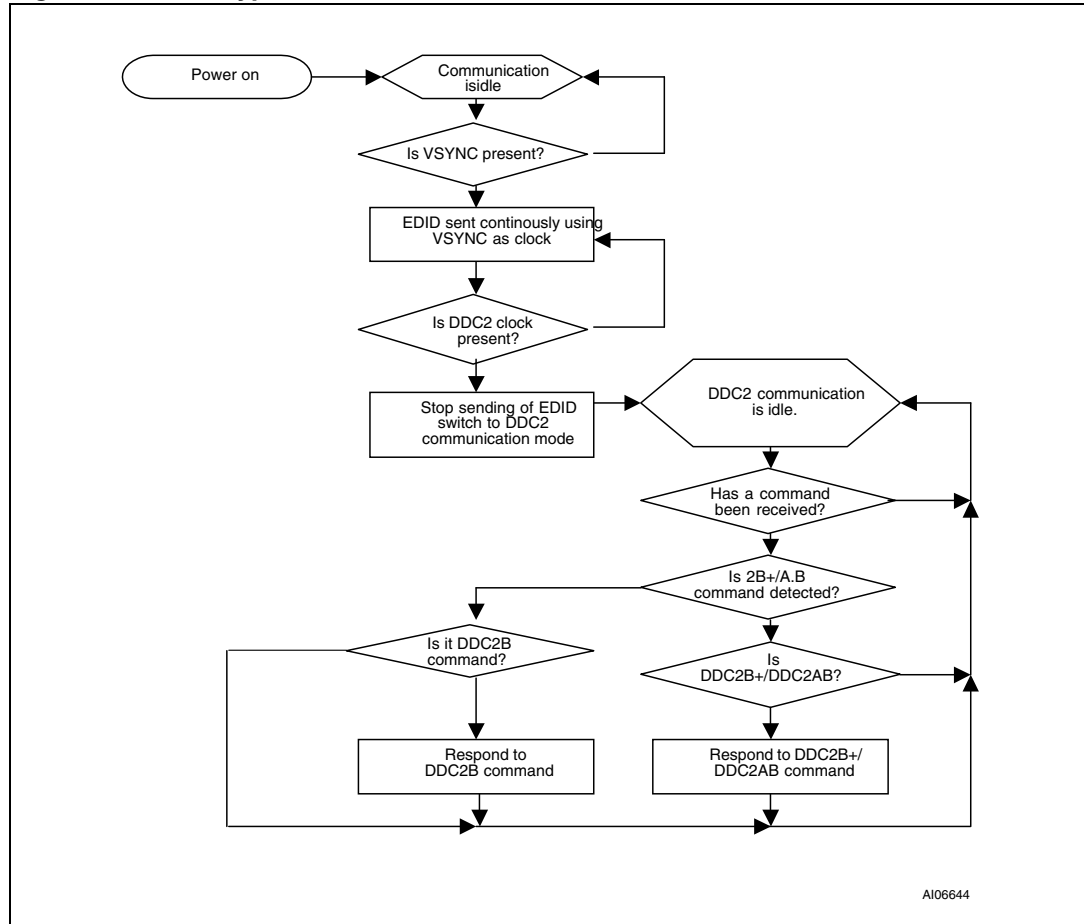 Power on
Communication
isidle
Is VSYNC present?
EDID sent continously using
VSYNC as clock
Is DDC2 clock
present?
Stop sending of EDID
switch to DDC2
communication mode
DDC2 communication
is idle.
Has a command
been received?
Is 2B+/A.B
command detected?
Is it DDC2B
command?
Is
DDC2B+/DDC2AB?
Respond to
DDC2B command
Respond to DDC2B+/
DDC2AB command
AI06644